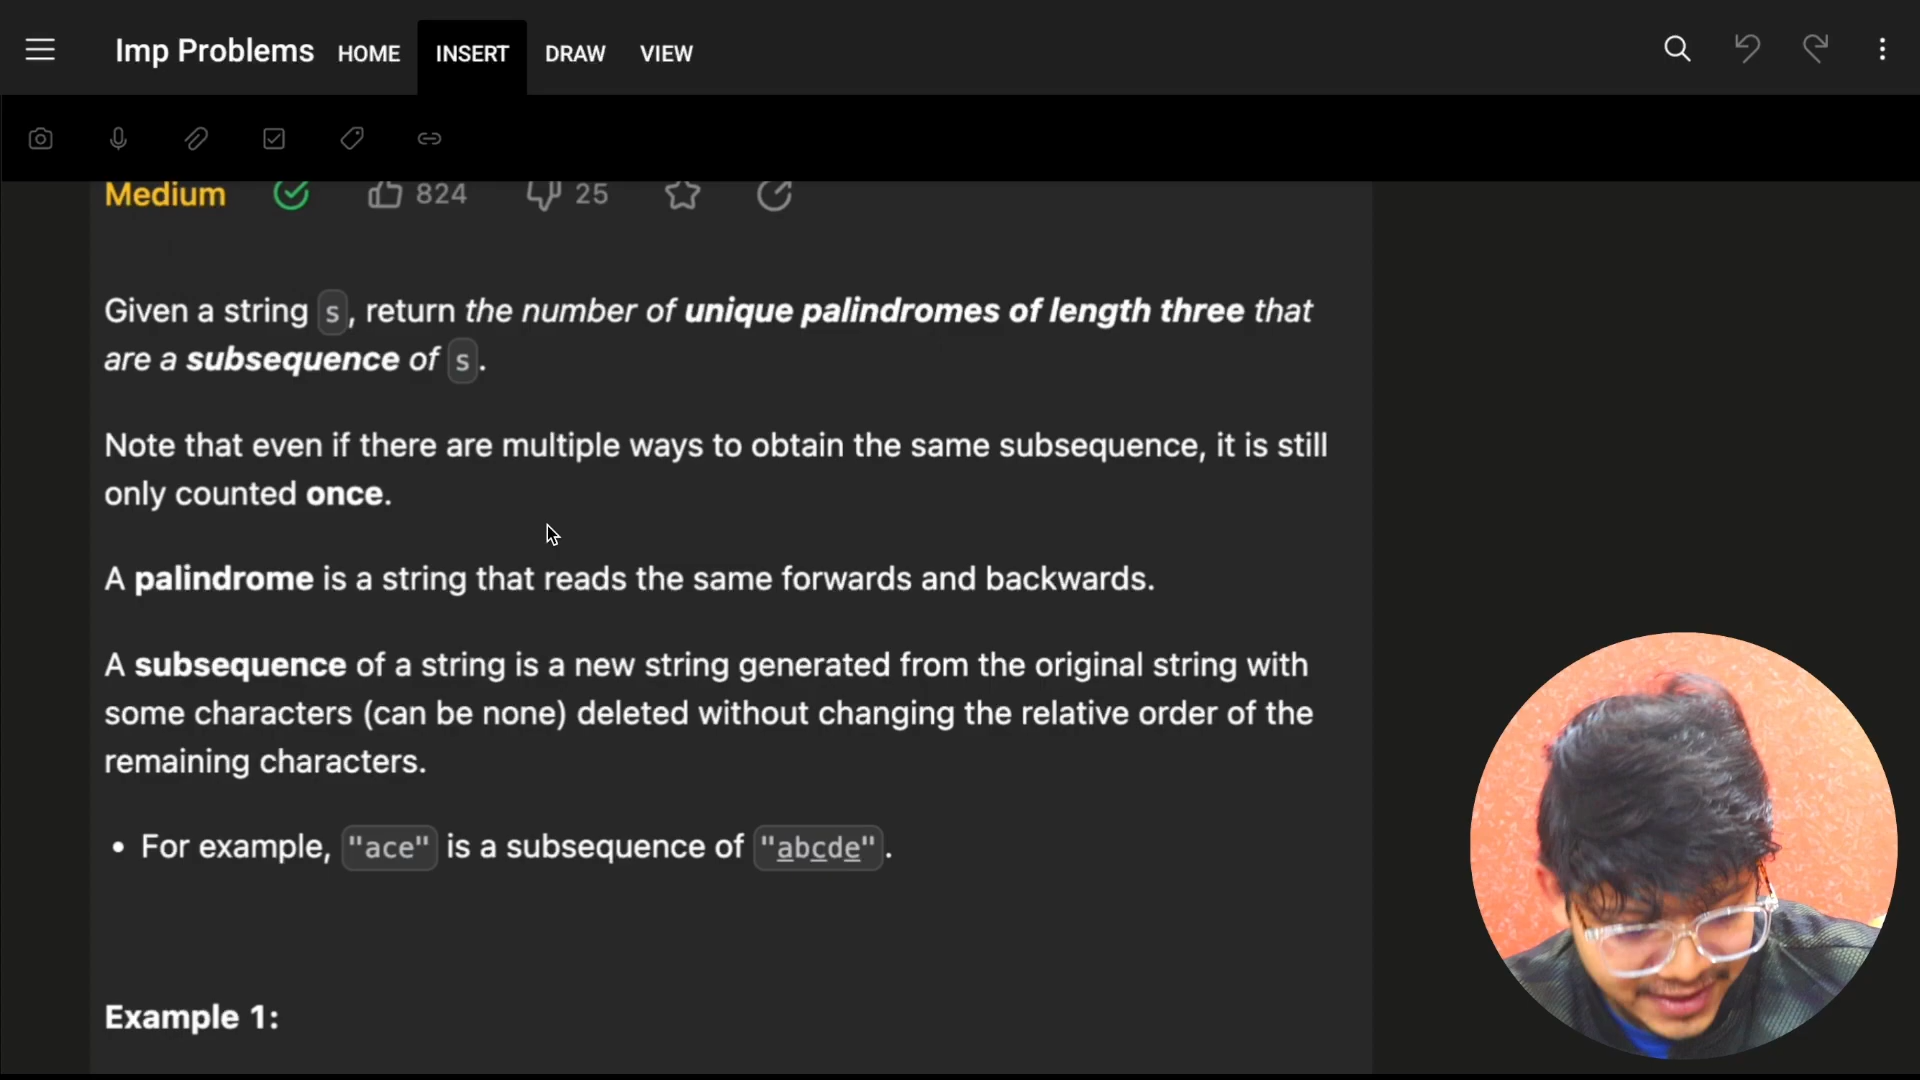 Imp Problems HOME INSERT DRAW VIEW
Medium 824 25
Given a string s, return the number of unique palindromes of length three that
are a subsequence of s.
Note that even if there are multiple ways to obtain the same subsequence, it is still
only counted once.
A palindrome is a string that reads the same forwards and backwards.
A subsequence of a string is a new string generated from the original string with
some characters (can be none) deleted without changing the relative order of the
remaining characters.
• For example, "ace" is a subsequence of "abcde".
Example 1: